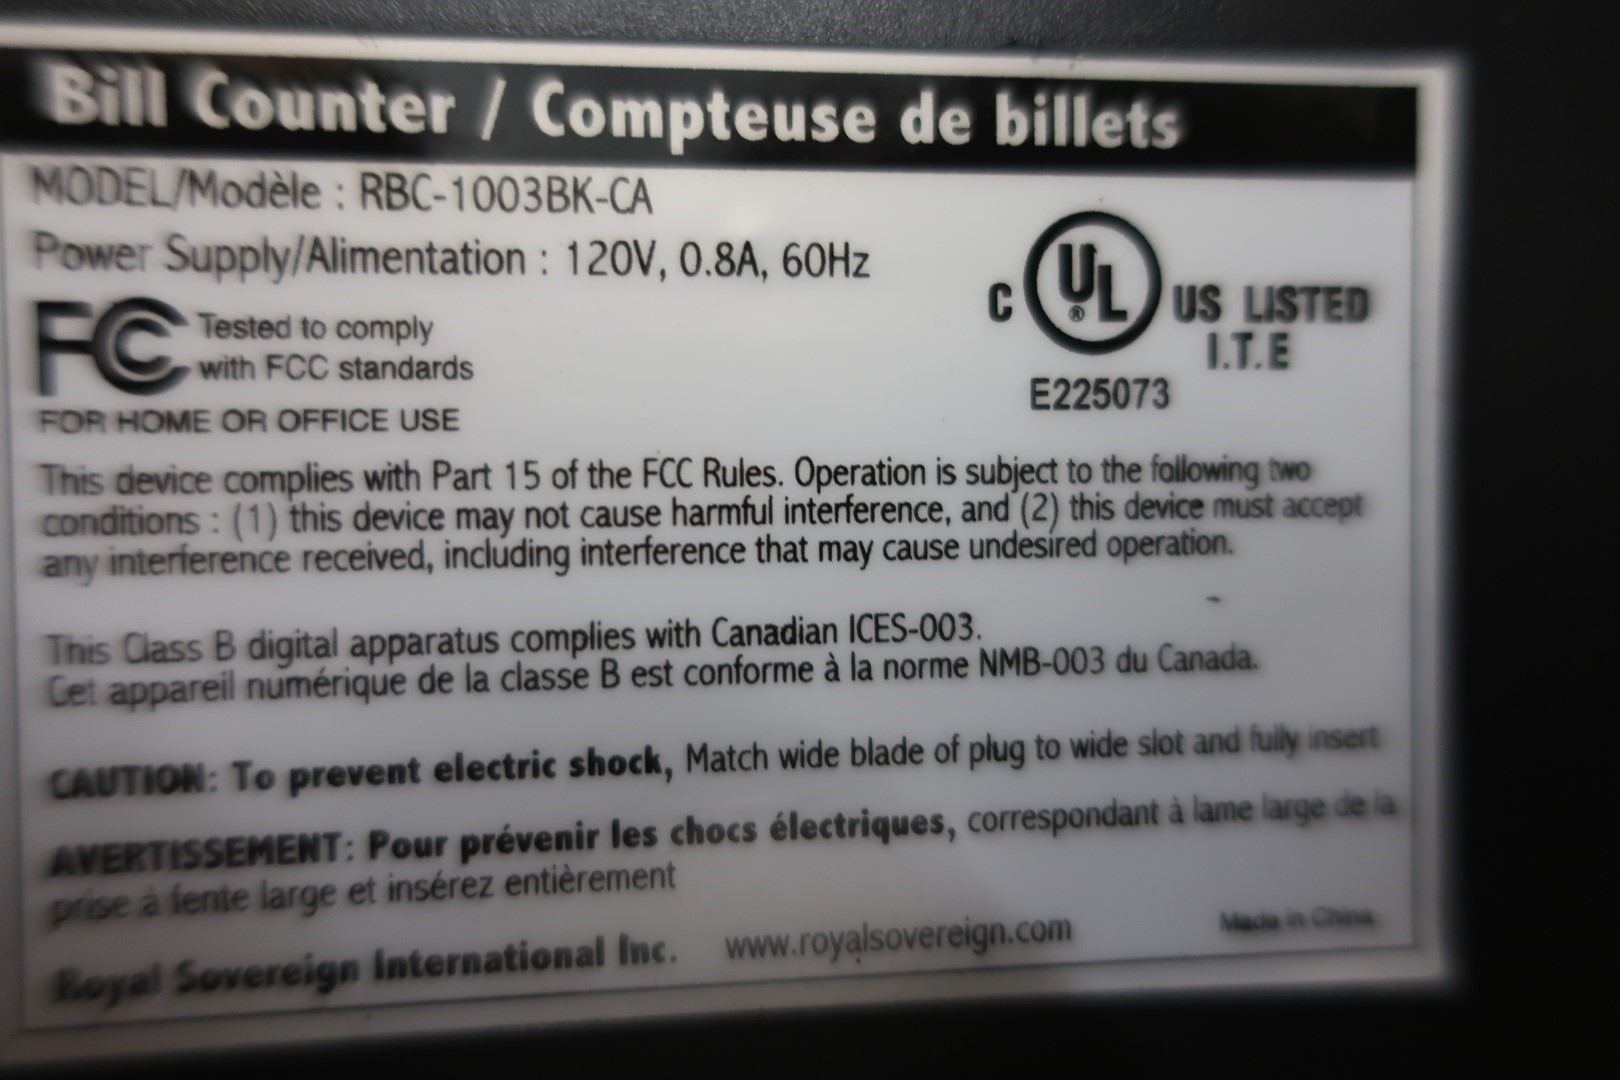 Bill Counter / Compteuse de billets
MODEL/Modèle : RBC-1003BK-CA
Power Supply/Alimentation : 120V, 0.8A, 60Hz
FC Tested to comply
with FCC standards
FOR HOME OR OFFICE USE
C UL ® US LISTED
I.T.E
E225073
This device complies with Part 15 of the FCC Rules. Operation is subject to the following two
conditions : (1) this device may not cause harmful interference, and (2) this device must accept
any interference received, including interference that may cause undesired operation.
This Class B digital apparatus complies with Canadian ICES-003.
Cet appareil numérique de la classe B est conforme à la norme NMB-003 du Canada.
CAUTION: To prevent electric shock, Match wide blade of plug to wide slot and fully insert
AVERTISSEMENT: Pour prévenir les chocs électriques, correspondant à lame large de la
prise à fente large et insérez entièrement
Royal Sovereign International Inc. www.royalsovereign.com Made in China